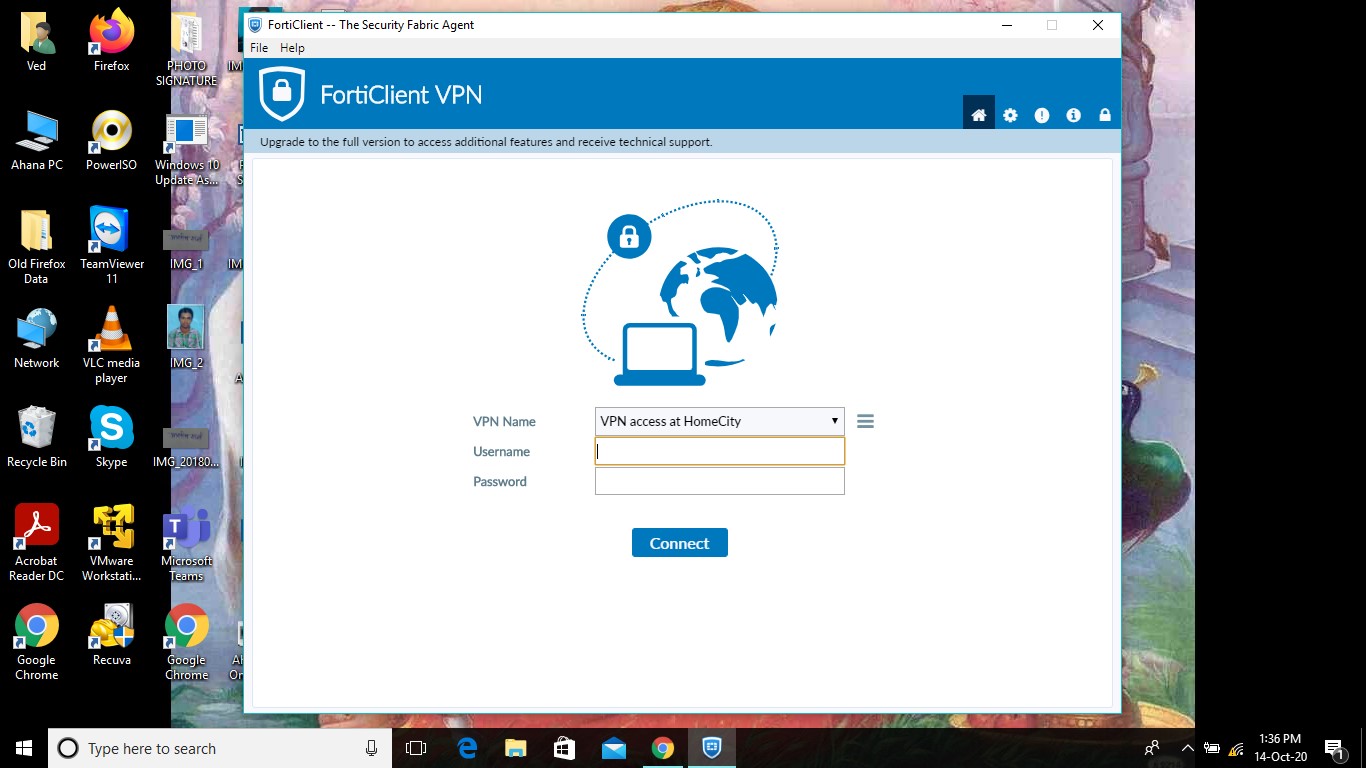 FortiClient -- The Security Fabric Agent
File Help
FortiClient VPN
Upgrade to the full version to access additional features and receive technical support.
VPN Name
VPN access at HomeCity
Username
Password
Connect
Ved
Firefox
PHOTO
SIGNATURE
Ahana PC
PowerISO
Windows 10
Update As...
Old Firefox
Data
TeamViewer
11
IMG_1
Network
VLC media
player
IMG_2
Recycle Bin
Skype
IMG_20180...
Acrobat
Reader DC
VMware
Workstati...
Microsoft
Teams
Google
Chrome
Recuva
Google
Chrome
Type here to search
1:36 PM
14-Oct-20
1